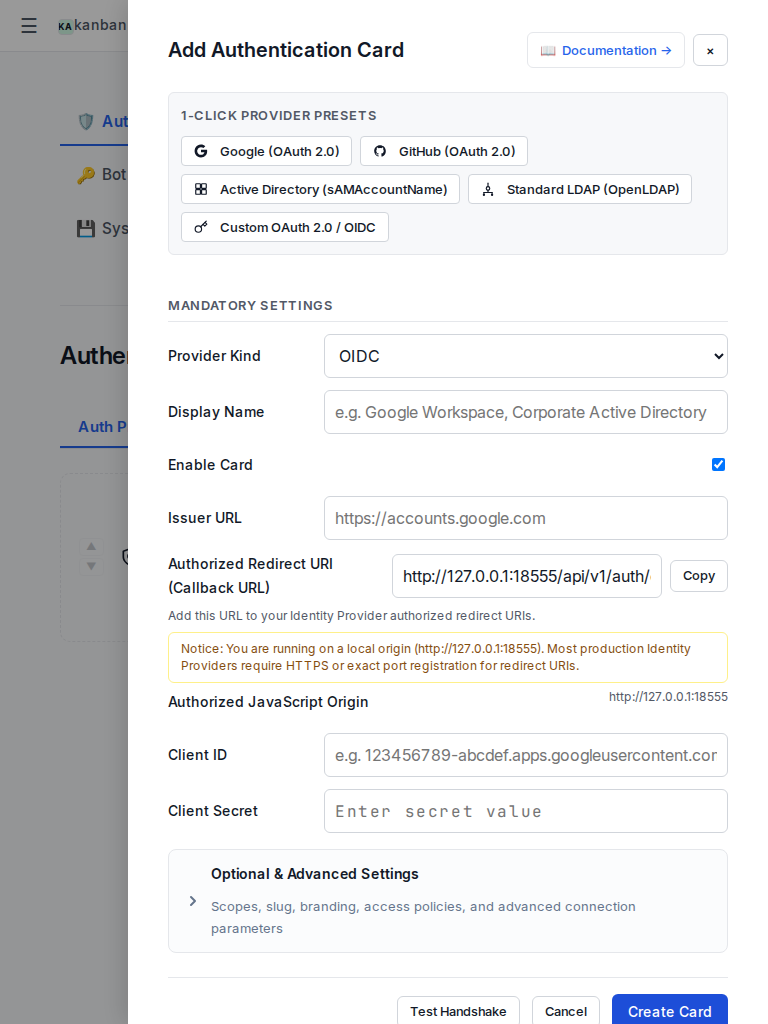 KA kanban
Add Authentication Card
📖 Documentation →
×
🛡️ Aut
🔑 Bot
💾 Sys
Auther
Auth P
▲
▼
1-CLICK PROVIDER PRESETS
Google (OAuth 2.0)
GitHub (OAuth 2.0)
Active Directory (sAMAccountName)
Standard LDAP (OpenLDAP)
Custom OAuth 2.0 / OIDC
MANDATORY SETTINGS
Provider Kind
OIDC
Display Name
e.g. Google Workspace, Corporate Active Directory
Enable Card
Issuer URL
https://accounts.google.com
Authorized Redirect URI
(Callback URL)
http://127.0.0.1:18555/api/v1/auth/
Copy
Add this URL to your Identity Provider authorized redirect URIs.
Notice: You are running on a local origin (http://127.0.0.1:18555). Most production Identity
Providers require HTTPS or exact port registration for redirect URIs.
Authorized JavaScript Origin
http://127.0.0.1:18555
Client ID
e.g. 123456789-abcdef.apps.googleusercontent.com
Client Secret
Enter secret value
Optional & Advanced Settings
Scopes, slug, branding, access policies, and advanced connection
parameters
Test Handshake
Cancel
Create Card